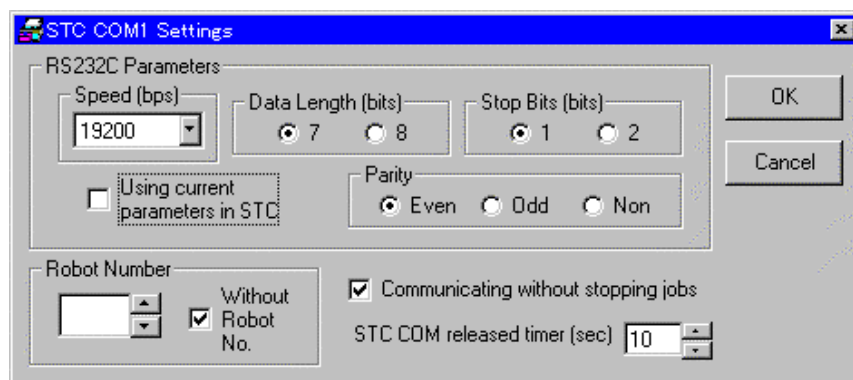 STC COM1 Settings
RS232C Parameters
Speed (bps)
19200
Data Length (bits)
7
8
Stop Bits (bits)
1
2
OK
Cancel
Using current
parameters in STC
Parity
Even
Odd
Non
Robot Number
Without
Robot
No.
Communicating without stopping jobs
STC COM released timer (sec)
10